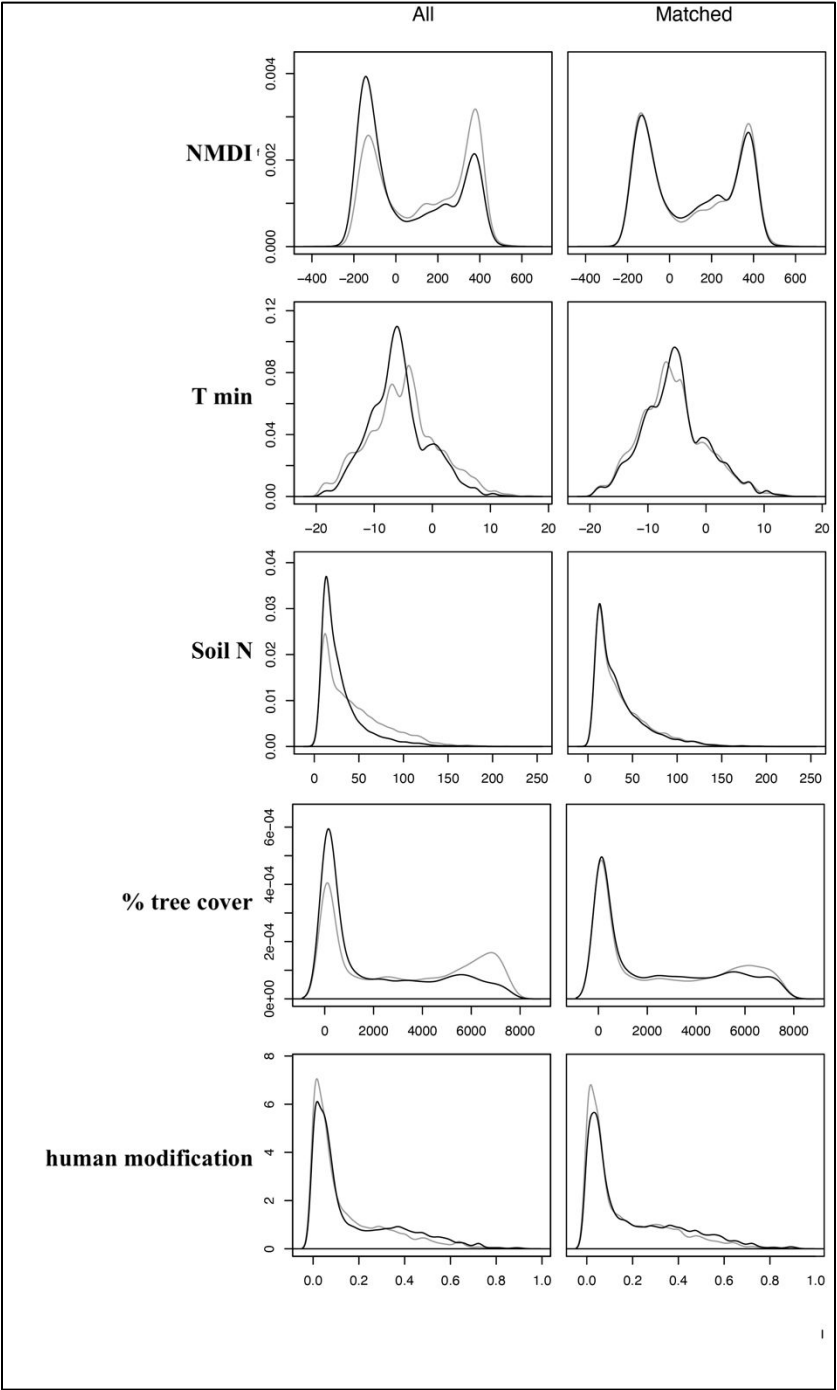 All Matched
NMDI f
0.000 0.002 0.004
-400 -200 0 200 400 600 -400 -200 0 200 400 600
T min
0.00 0.04 0.08 0.12
-20 -10 0 10 20 -20 -10 0 10 20
Soil N
0.00 0.01 0.02 0.03 0.04
0 50 100 150 200 250 0 50 100 150 200 250
% tree cover
0e+00 2e-04 4e-04 6e-04
0 2000 4000 6000 8000 0 2000 4000 6000 8000
human modification
0 2 4 6 8
0.0 0.2 0.4 0.6 0.8 1.0 0.0 0.2 0.4 0.6 0.8 1.0